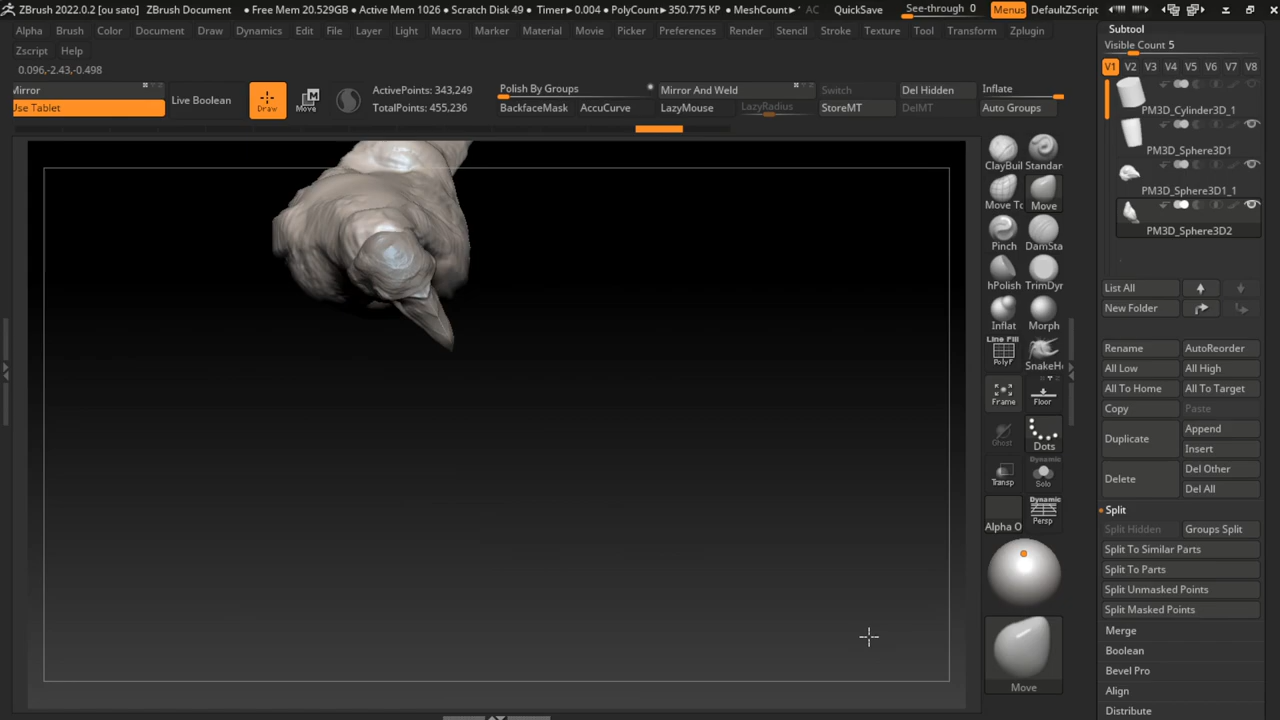 ZBrush 2022.0.2 [ou sato] ZBrush Document • Free Mem 20.529GB • Active Mem 1026 • Scratch Disk 49 • Timer▸0.004 • PolyCount▸350.775 KP • MeshCount▸ AC QuickSave See-through 0 Menus DefaultZScript
Alpha Brush Color Document Draw Dynamics Edit File Layer Light Macro Marker Material Movie Picker Preferences Render Stencil Stroke Texture Tool Transform Zplugin
Zscript Help
0.096,-2.43,-0.498
Mirror
Use Tablet
Live Boolean
Draw
Move
ActivePoints: 343,249
TotalPoints: 455,236
Polish By Groups
BackfaceMask AccuCurve
Mirror And Weld
LazyMouse LazyRadius
Switch
StoreMT DelMT
Del Hidden
Inflate
Auto Groups
ClayBuil Standar
Move To Move
Pinch DamSta
hPolish TrimDyr
Inflat Morph
Line Fill
PolyF SnakeHo
Frame Floor
Ghost Dots
Dynamic
Transp Solo
Dynamic
Alpha O Persp
Move
Subtool
Visible Count 5
V1 V2 V3 V4 V5 V6 V7 V8
PM3D_Cylinder3D_1
PM3D_Sphere3D1
PM3D_Sphere3D1_1
PM3D_Sphere3D2
List All
New Folder
Rename AutoReorder
All Low All High
All To Home All To Target
Copy Paste
Duplicate Append
Insert
Delete Del Other
Del All
Split
Split Hidden Groups Split
Split To Similar Parts
Split To Parts
Split Unmasked Points
Split Masked Points
Merge
Boolean
Bevel Pro
Align
Distribute